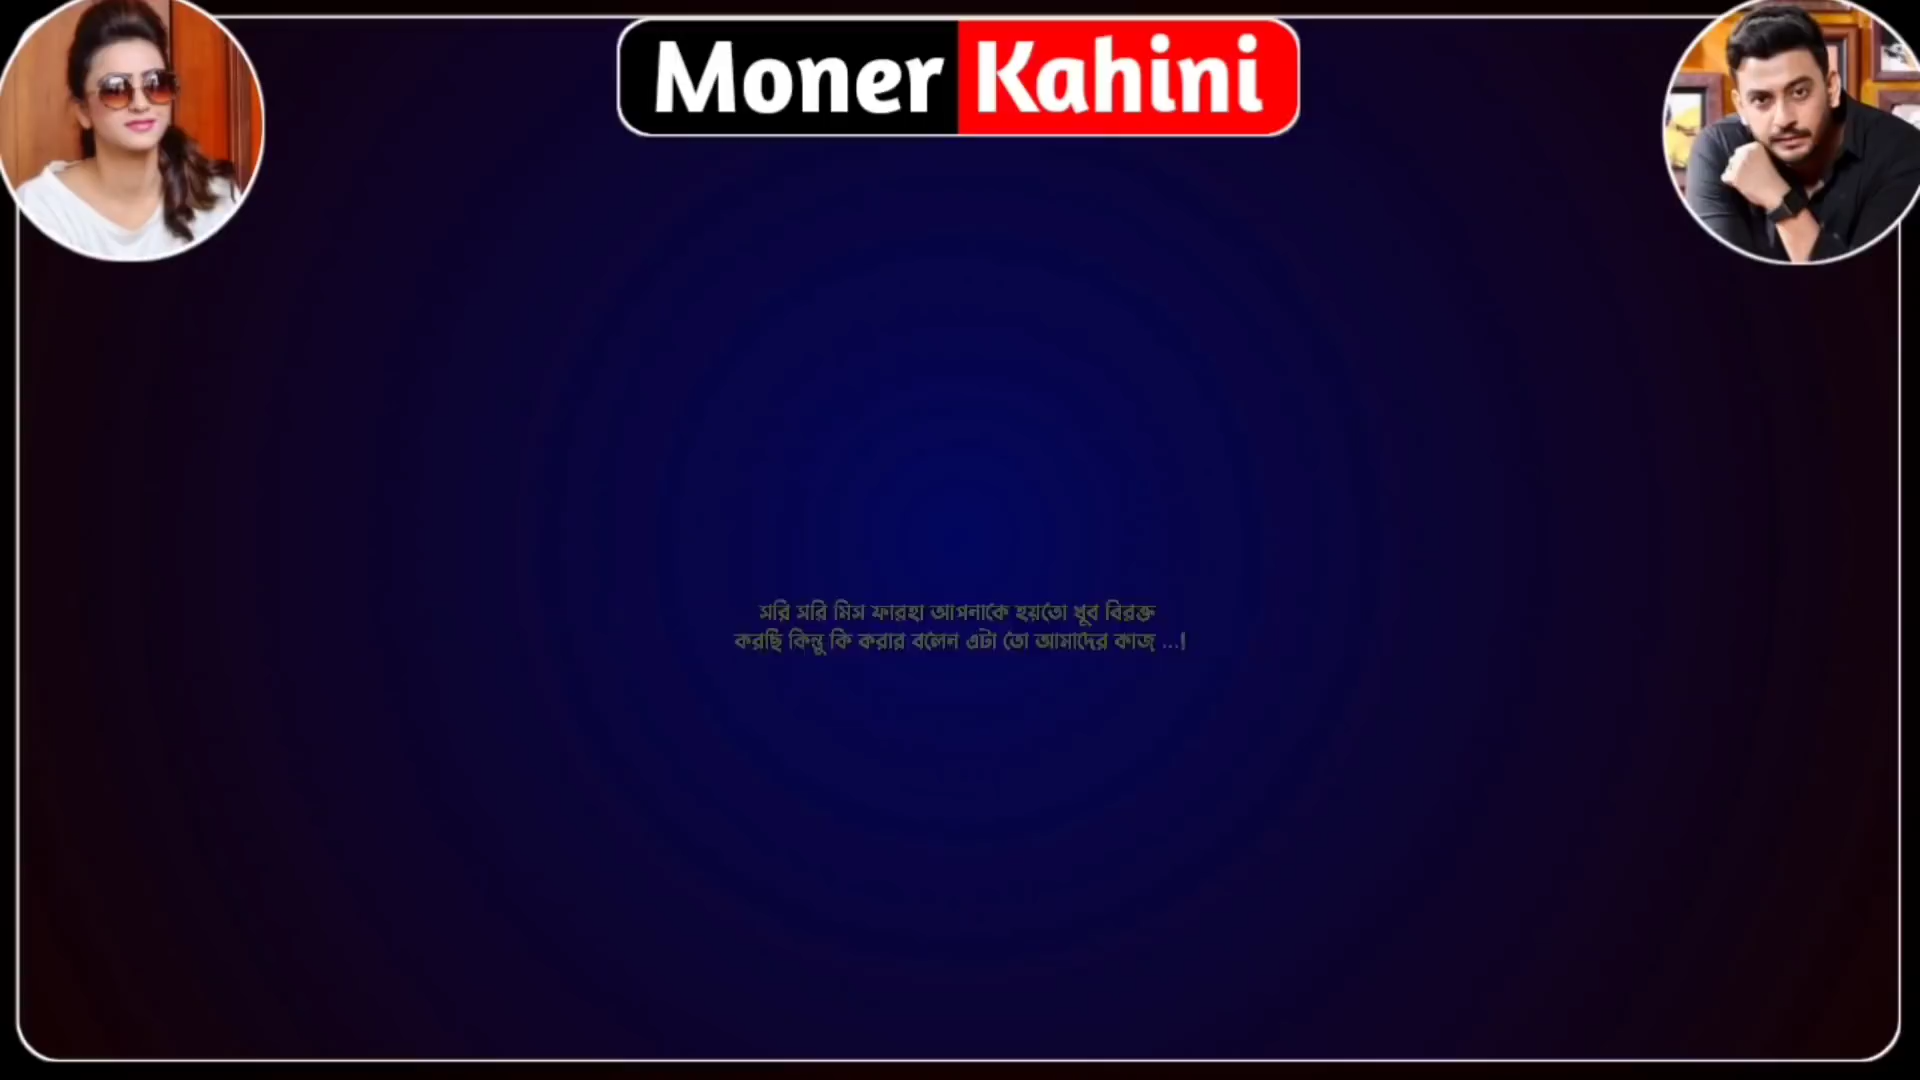 Moner Kahini
সরি সরি মিস ফারহা আপনাকে হয়তো খুব বিরক্ত
করছি কিন্তু কি করার বলেন এটা তো আমাদের কাজ ...!